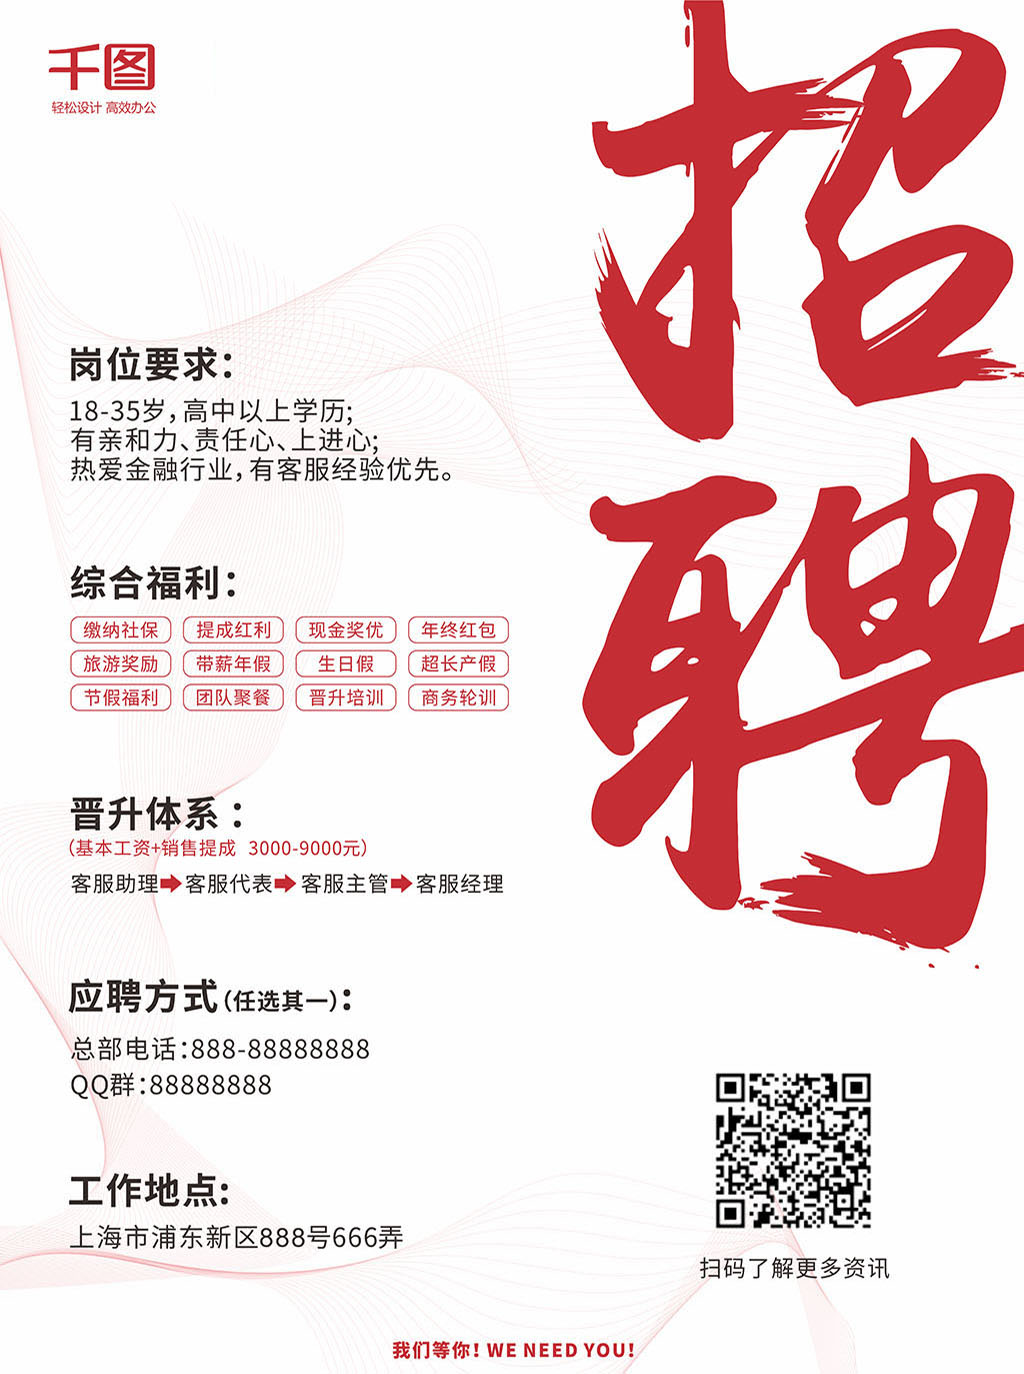 千图
轻松设计 高效办公
招聘
岗位要求：
18-35岁，高中以上学历；
有亲和力、责任心、上进心；
热爱金融行业，有客服经验优先。
综合福利：
缴纳社保 提成红利 现金奖优 年终红包
旅游奖励 带薪年假 生日假 超长产假
节假福利 团队聚餐 晋升培训 商务轮训
晋升体系：
（基本工资+销售提成 3000-9000元）
客服助理 客服代表 客服主管 客服经理
应聘方式（任选其一）：
总部电话：888-88888888
QQ群：88888888
工作地点：
上海市浦东新区888号666弄
扫码了解更多资讯
我们等你！WE NEED YOU！